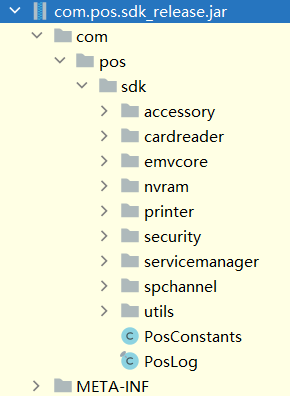 com.pos.sdk_release.jar
com
pos
sdk
accessory
cardreader
emvcore
nvram
printer
security
servicemanager
spchannel
utils
PosConstants
PosLog
META-INF